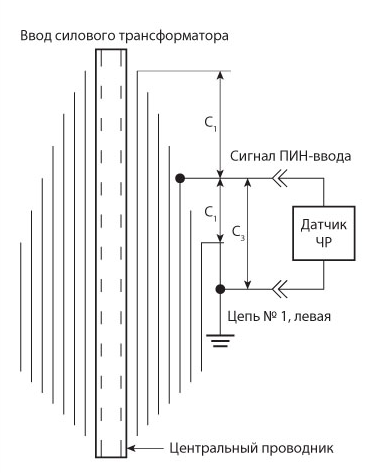 Ввод силового трансформатора
C₁
Сигнал ПИН-ввода
C₁
C₃
Датчик
ЧР
Цепь № 1, левая
Центральный проводник